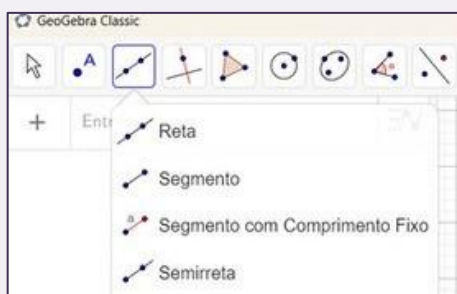 GeoGebra Classic
A
+ Entr
Reta
Segmento
a
Segmento com Comprimento Fixo
Semirreta